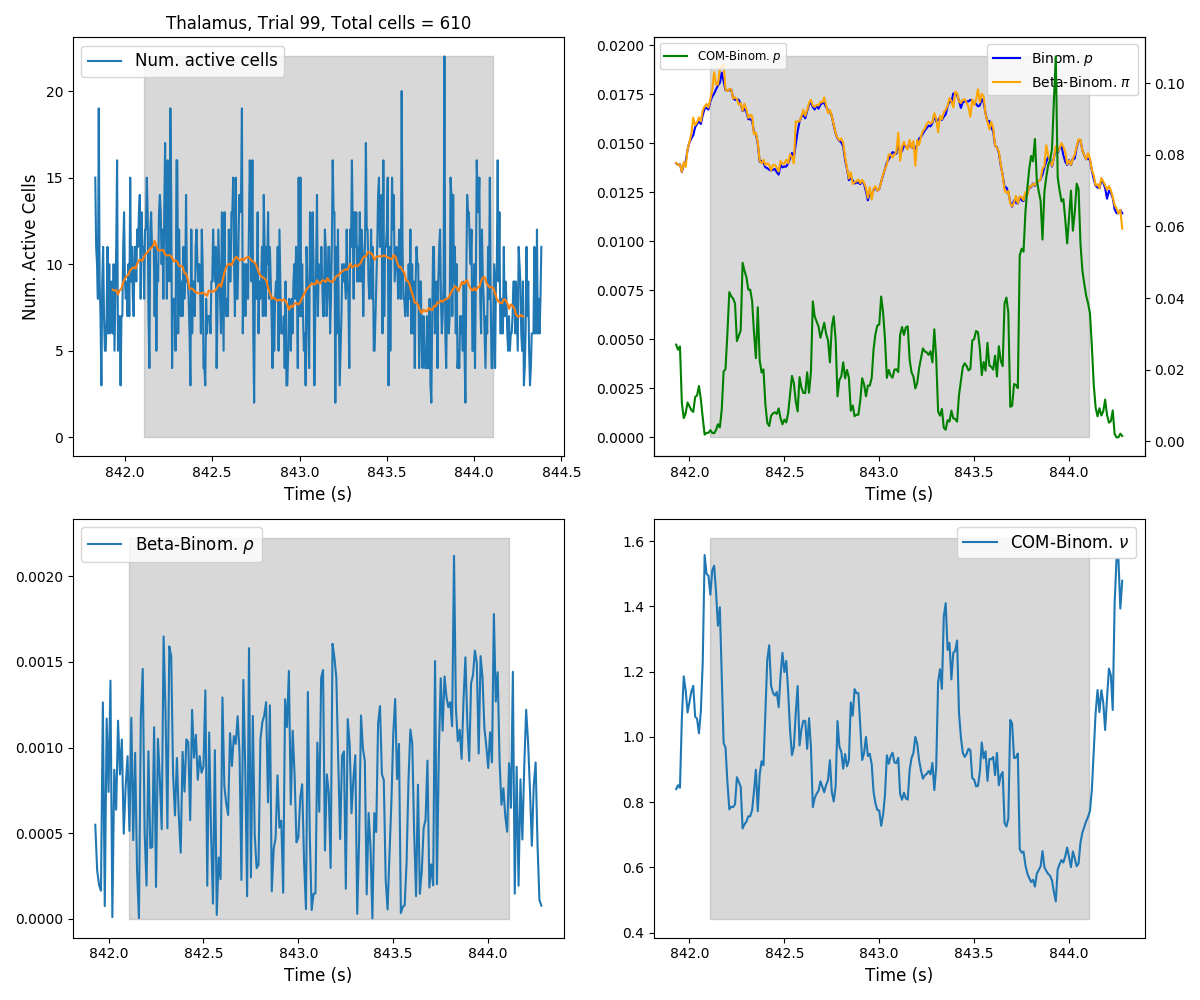 Thalamus, Trial 99, Total cells = 610
Num. active cells
Num. Active Cells
20
15
10
5
0
842.0 842.5 843.0 843.5 844.0 844.5
Time (s)
COM-Binom. p
Binom. p
Beta-Binom. π
0.0200
0.0175
0.0150
0.0125
0.0100
0.0075
0.0050
0.0025
0.0000
0.10
0.08
0.06
0.04
0.02
0.00
842.0 842.5 843.0 843.5 844.0
Time (s)
Beta-Binom. ρ
0.0020
0.0015
0.0010
0.0005
0.0000
842.0 842.5 843.0 843.5 844.0
Time (s)
COM-Binom. ν
1.6
1.4
1.2
1.0
0.8
0.6
0.4
842.0 842.5 843.0 843.5 844.0
Time (s)